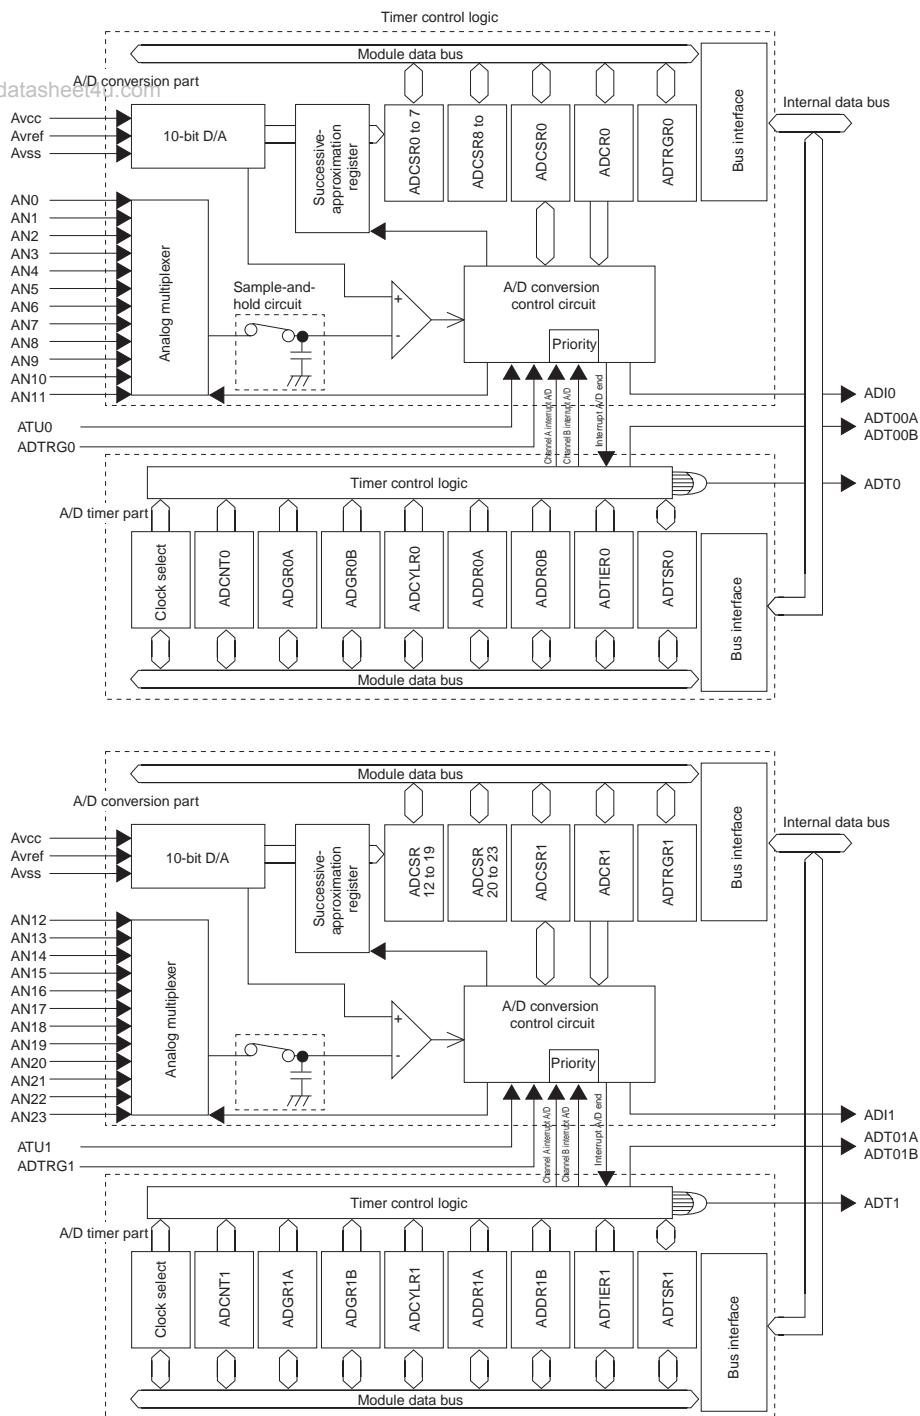 Timer control logic
Module data bus
A/D conversion part
datasheet4u.com
Avcc
Avref
Avss
10-bit D/A
Successive-
approximation
register
ADCSR0 to 7
ADCSR8 to
ADCSR0
ADCR0
ADTRGR0
Bus interface
Internal data bus
AN0
AN1
AN2
AN3
AN4
AN5
AN6
AN7
AN8
AN9
AN10
AN11
Analog multiplexer
Sample-and-
hold circuit
+
-
A/D conversion
control circuit
Priority
ATU0
ADTRG0
Channel A interrupt A/D
Channel B interrupt A/D
Interrupt A/D end
ADI0
ADT00A
ADT00B
ADT0
Timer control logic
A/D timer part
Clock select
ADCNT0
ADGR0A
ADGR0B
ADCYLR0
ADDR0A
ADDR0B
ADTIER0
ADTSR0
Bus interface
Module data bus
Module data bus
A/D conversion part
Avcc
Avref
Avss
10-bit D/A
Successive-
approximation
register
ADCSR
12 to 19
ADCSR
20 to 23
ADCSR1
ADCR1
ADTRGR1
Bus interface
Internal data bus
AN12
AN13
AN14
AN15
AN16
AN17
AN18
AN19
AN20
AN21
AN22
AN23
Analog multiplexer
+
-
A/D conversion
control circuit
Priority
ATU1
ADTRG1
Channel A interrupt A/D
Channel B interrupt A/D
Interrupt A/D end
ADI1
ADT01A
ADT01B
ADT1
Timer control logic
A/D timer part
Clock select
ADCNT1
ADGR1A
ADGR1B
ADCYLR1
ADDR1A
ADDR1B
ADTIER1
ADTSR1
Bus interface
Module data bus